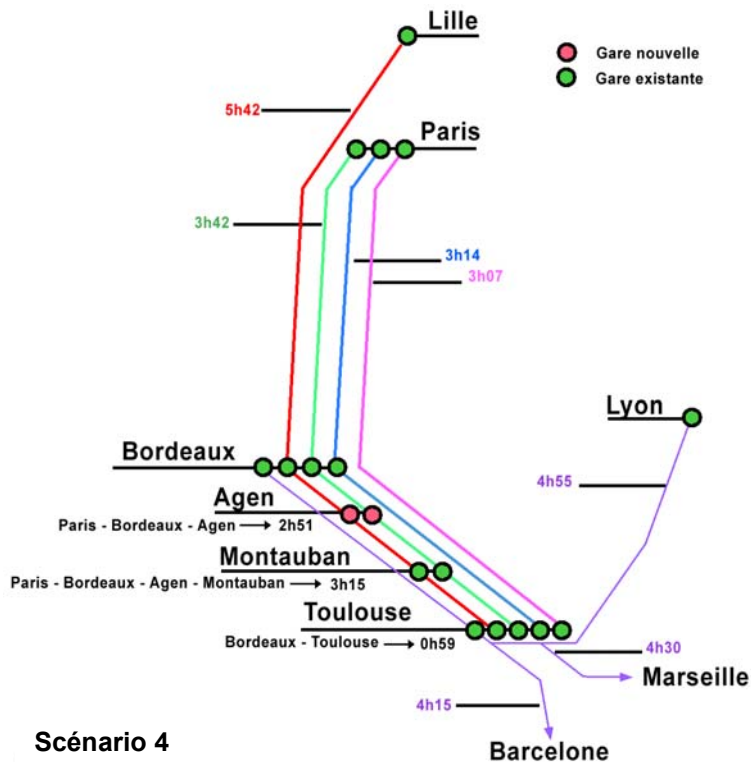 Lille
Gare nouvelle
Gare existante
5h42
Paris
3h42
3h14
3h07
Lyon
Bordeaux
4h55
Agen
Paris - Bordeaux - Agen → 2h51
Montauban
Paris - Bordeaux - Agen - Montauban → 3h15
Toulouse
Bordeaux - Toulouse → 0h59
4h30
Marseille
4h15
Scénario 4
Barcelone